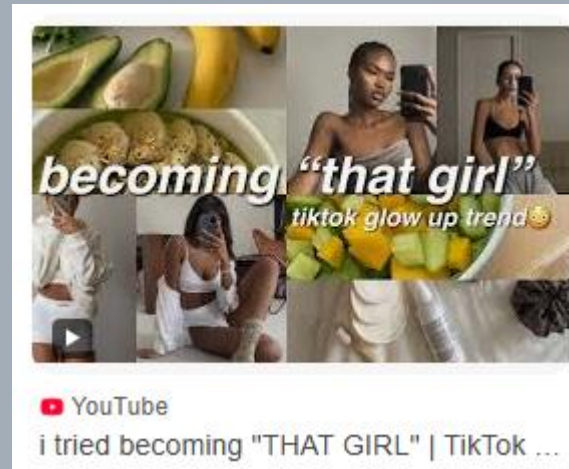 becoming "that girl"
tiktok glow up trend😳
YouTube
i tried becoming "THAT GIRL" | TikTok ...